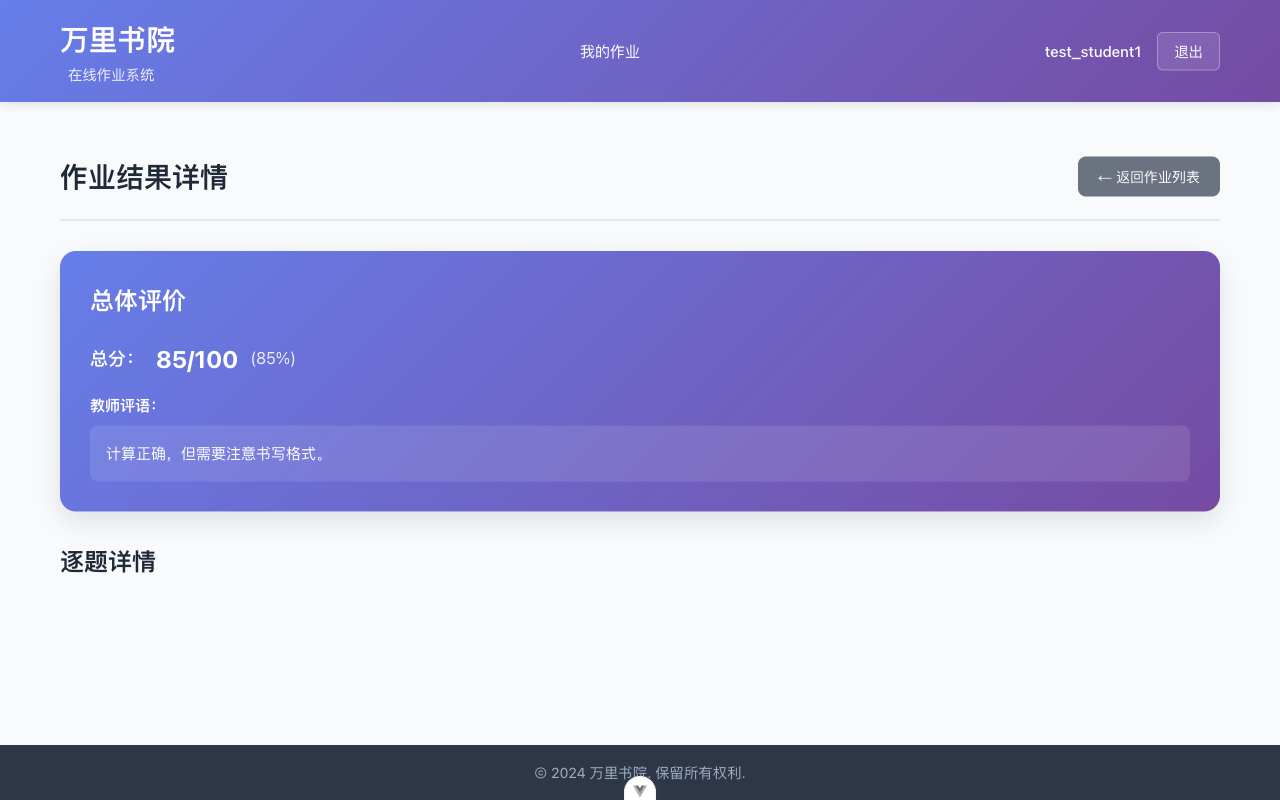 万里书院
在线作业系统
我的作业
test_student1
退出
作业结果详情
← 返回作业列表
总体评价
总分：
85/100
(85%)
教师评语：
计算正确，但需要注意书写格式。
逐题详情
© 2024 万里书院. 保留所有权利.